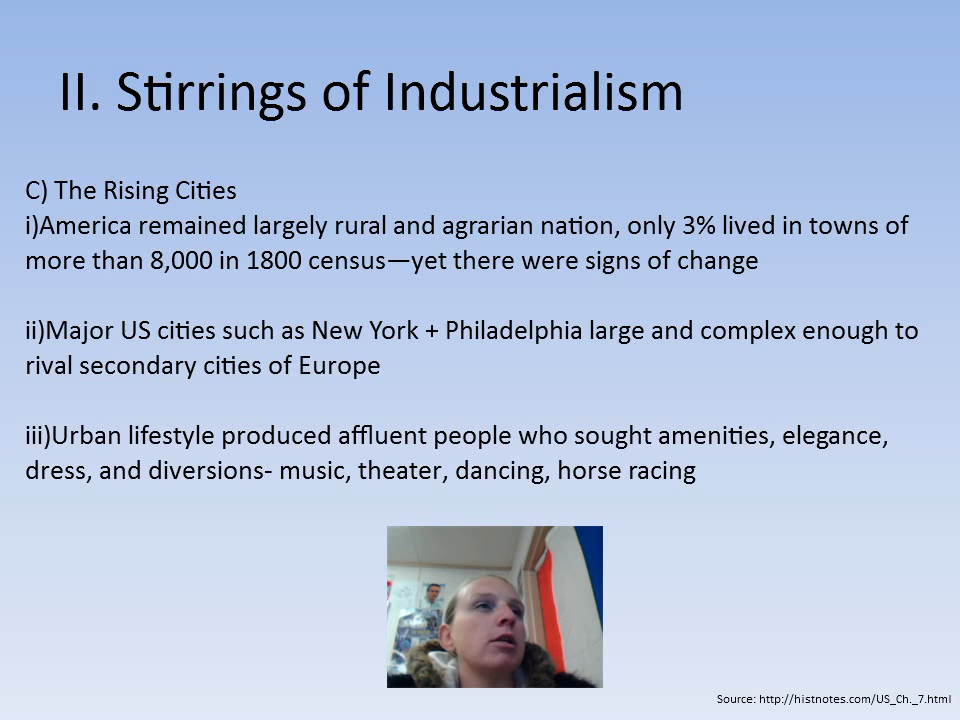 II. Stirrings of Industrialism
C) The Rising Cities
i)America remained largely rural and agrarian nation, only 3% lived in towns of
more than 8,000 in 1800 census—yet there were signs of change
ii)Major US cities such as New York + Philadelphia large and complex enough to
rival secondary cities of Europe
iii)Urban lifestyle produced affluent people who sought amenities, elegance,
dress, and diversions- music, theater, dancing, horse racing
Source: http://histnotes.com/US_Ch._7.html